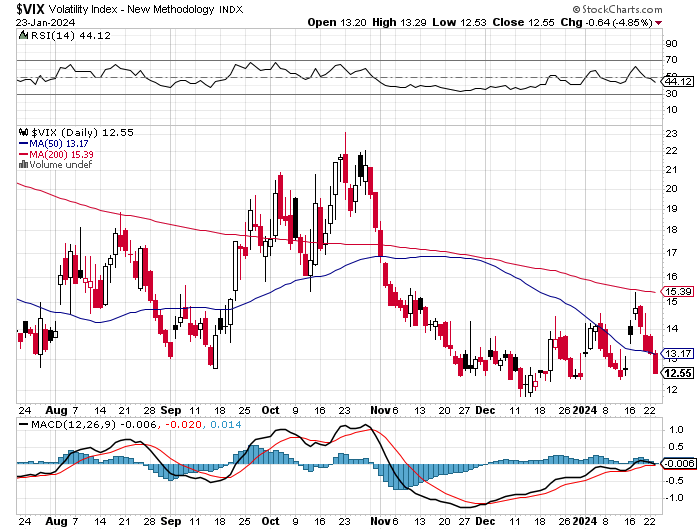 $VIX Volatility Index - New Methodology INDX
© StockCharts.com
23-Jan-2024
Open 13.20 High 13.29 Low 12.53 Close 12.55 Chg -0.64 (-4.85%)
RSI(14) 44.12
90
70
50
44.12
30
10
$VIX (Daily) 12.55
MA(50) 13.17
MA(200) 15.39
Volume undef
23
22
21
20
19
18
17
16
15.39
15
14
13.17
13
12.55
12
24 Aug 7 14 21 28 Sep 11 18 25 Oct 9 16 23 Nov 6 13 20 27 Dec 11 18 26 2024 8 16 22
MACD(12,26,9) -0.006, -0.020, 0.014
1.0
0.5
-0.006
-0.5
-1.0
24 Aug 7 14 21 28 Sep 11 18 25 Oct 9 16 23 Nov 6 13 20 27 Dec 11 18 26 2024 8 16 22